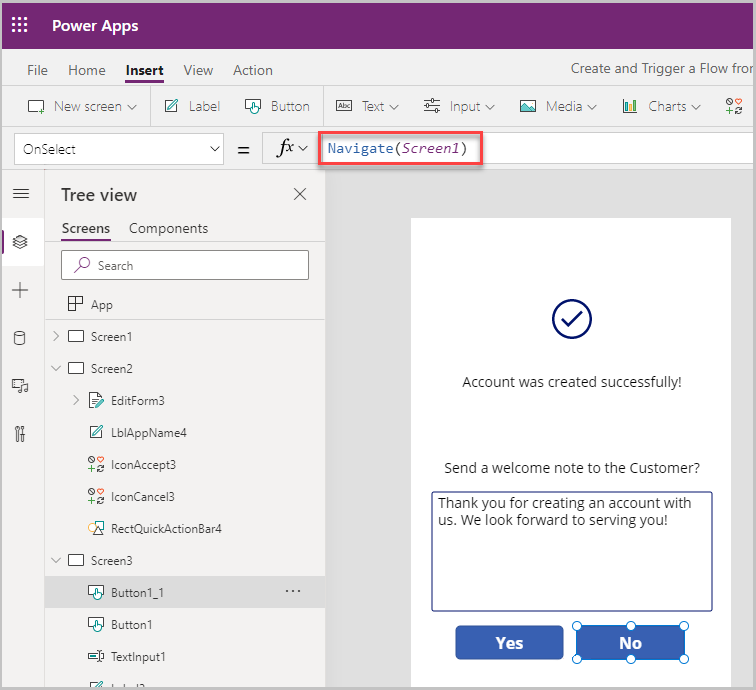 Power Apps
File Home Insert View Action Create and Trigger a Flow from
New screen Label Button Abc Text Input Media Charts
OnSelect = fx Navigate(Screen1)
Tree view
Screens Components
Search
App
Screen1
Screen2
EditForm3
LblAppName4
IconAccept3
IconCancel3
RectQuickActionBar4
Screen3
Button1_1 ...
Button1
TextInput1
Account was created successfully!
Send a welcome note to the Customer?
Thank you for creating an account with
us. We look forward to serving you!
Yes No